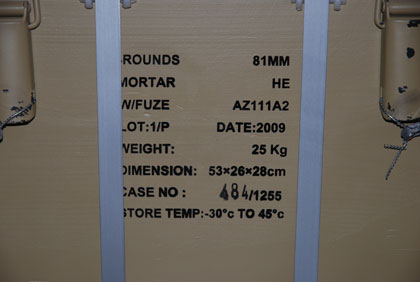 ROUNDS 81MM
MORTAR HE
W/FUZE AZ111A2
LOT:1/P DATE:2009
WEIGHT: 25 Kg
DIMENSION: 53×26×28cm
CASE NO : 484/1255
STORE TEMP:-30°c TO 45°c